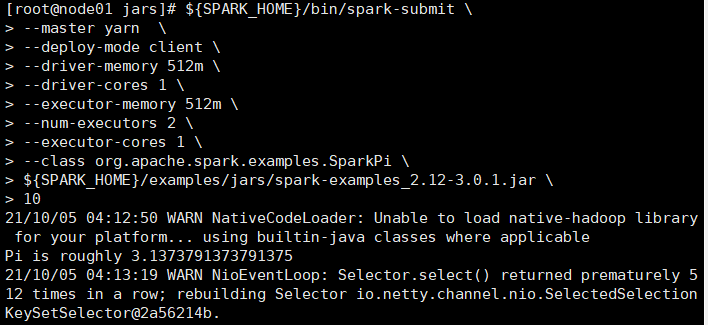 [root@node01 jars]# ${SPARK_HOME}/bin/spark-submit \
> --master yarn  \
> --deploy-mode client \
> --driver-memory 512m \
> --driver-cores 1 \
> --executor-memory 512m \
> --num-executors 2 \
> --executor-cores 1 \
> --class org.apache.spark.examples.SparkPi \
> ${SPARK_HOME}/examples/jars/spark-examples_2.12-3.0.1.jar \
> 10
21/10/05 04:12:50 WARN NativeCodeLoader: Unable to load native-hadoop library
 for your platform... using builtin-java classes where applicable
Pi is roughly 3.1373791373791375
21/10/05 04:13:19 WARN NioEventLoop: Selector.select() returned prematurely 5
12 times in a row; rebuilding Selector io.netty.channel.nio.SelectedSelection
KeySetSelector@2a56214b.